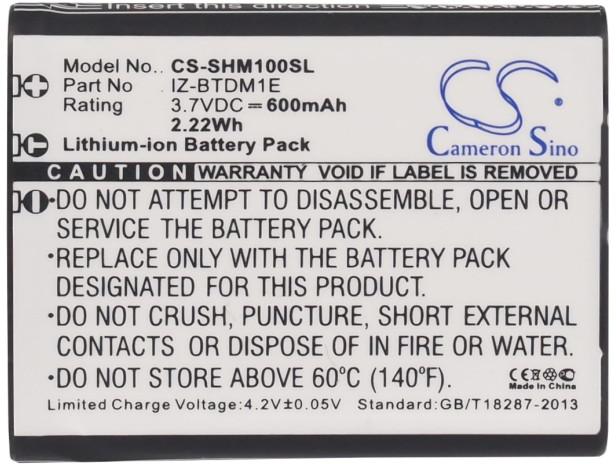 Model No.: CS-SHM100SL
Part No IZ-BTDM1E
Rating 3.7VDC⎓600mAh
2.22Wh
Lithium-ion Battery Pack
CS
Cameron Sino
CAUTION WARRANTY VOID IF LABEL IS REMOVED
·DO NOT ATTEMPT TO DISASSEMBLE, OPEN OR
SERVICE THE BATTERY PACK.
·REPLACE ONLY WITH THE BATTERY PACK
DESIGNATED FOR THIS PRODUCT.
·DO NOT CRUSH, PUNCTURE, SHORT EXTERNAL
CONTACTS OR DISPOSE OF IN FIRE OR WATER.
·DO NOT STORE ABOVE 60°C (140°F).
CE
Made in China
Limited Charge Voltage:4.2V±0.05V Standard:GB/T18287-2013